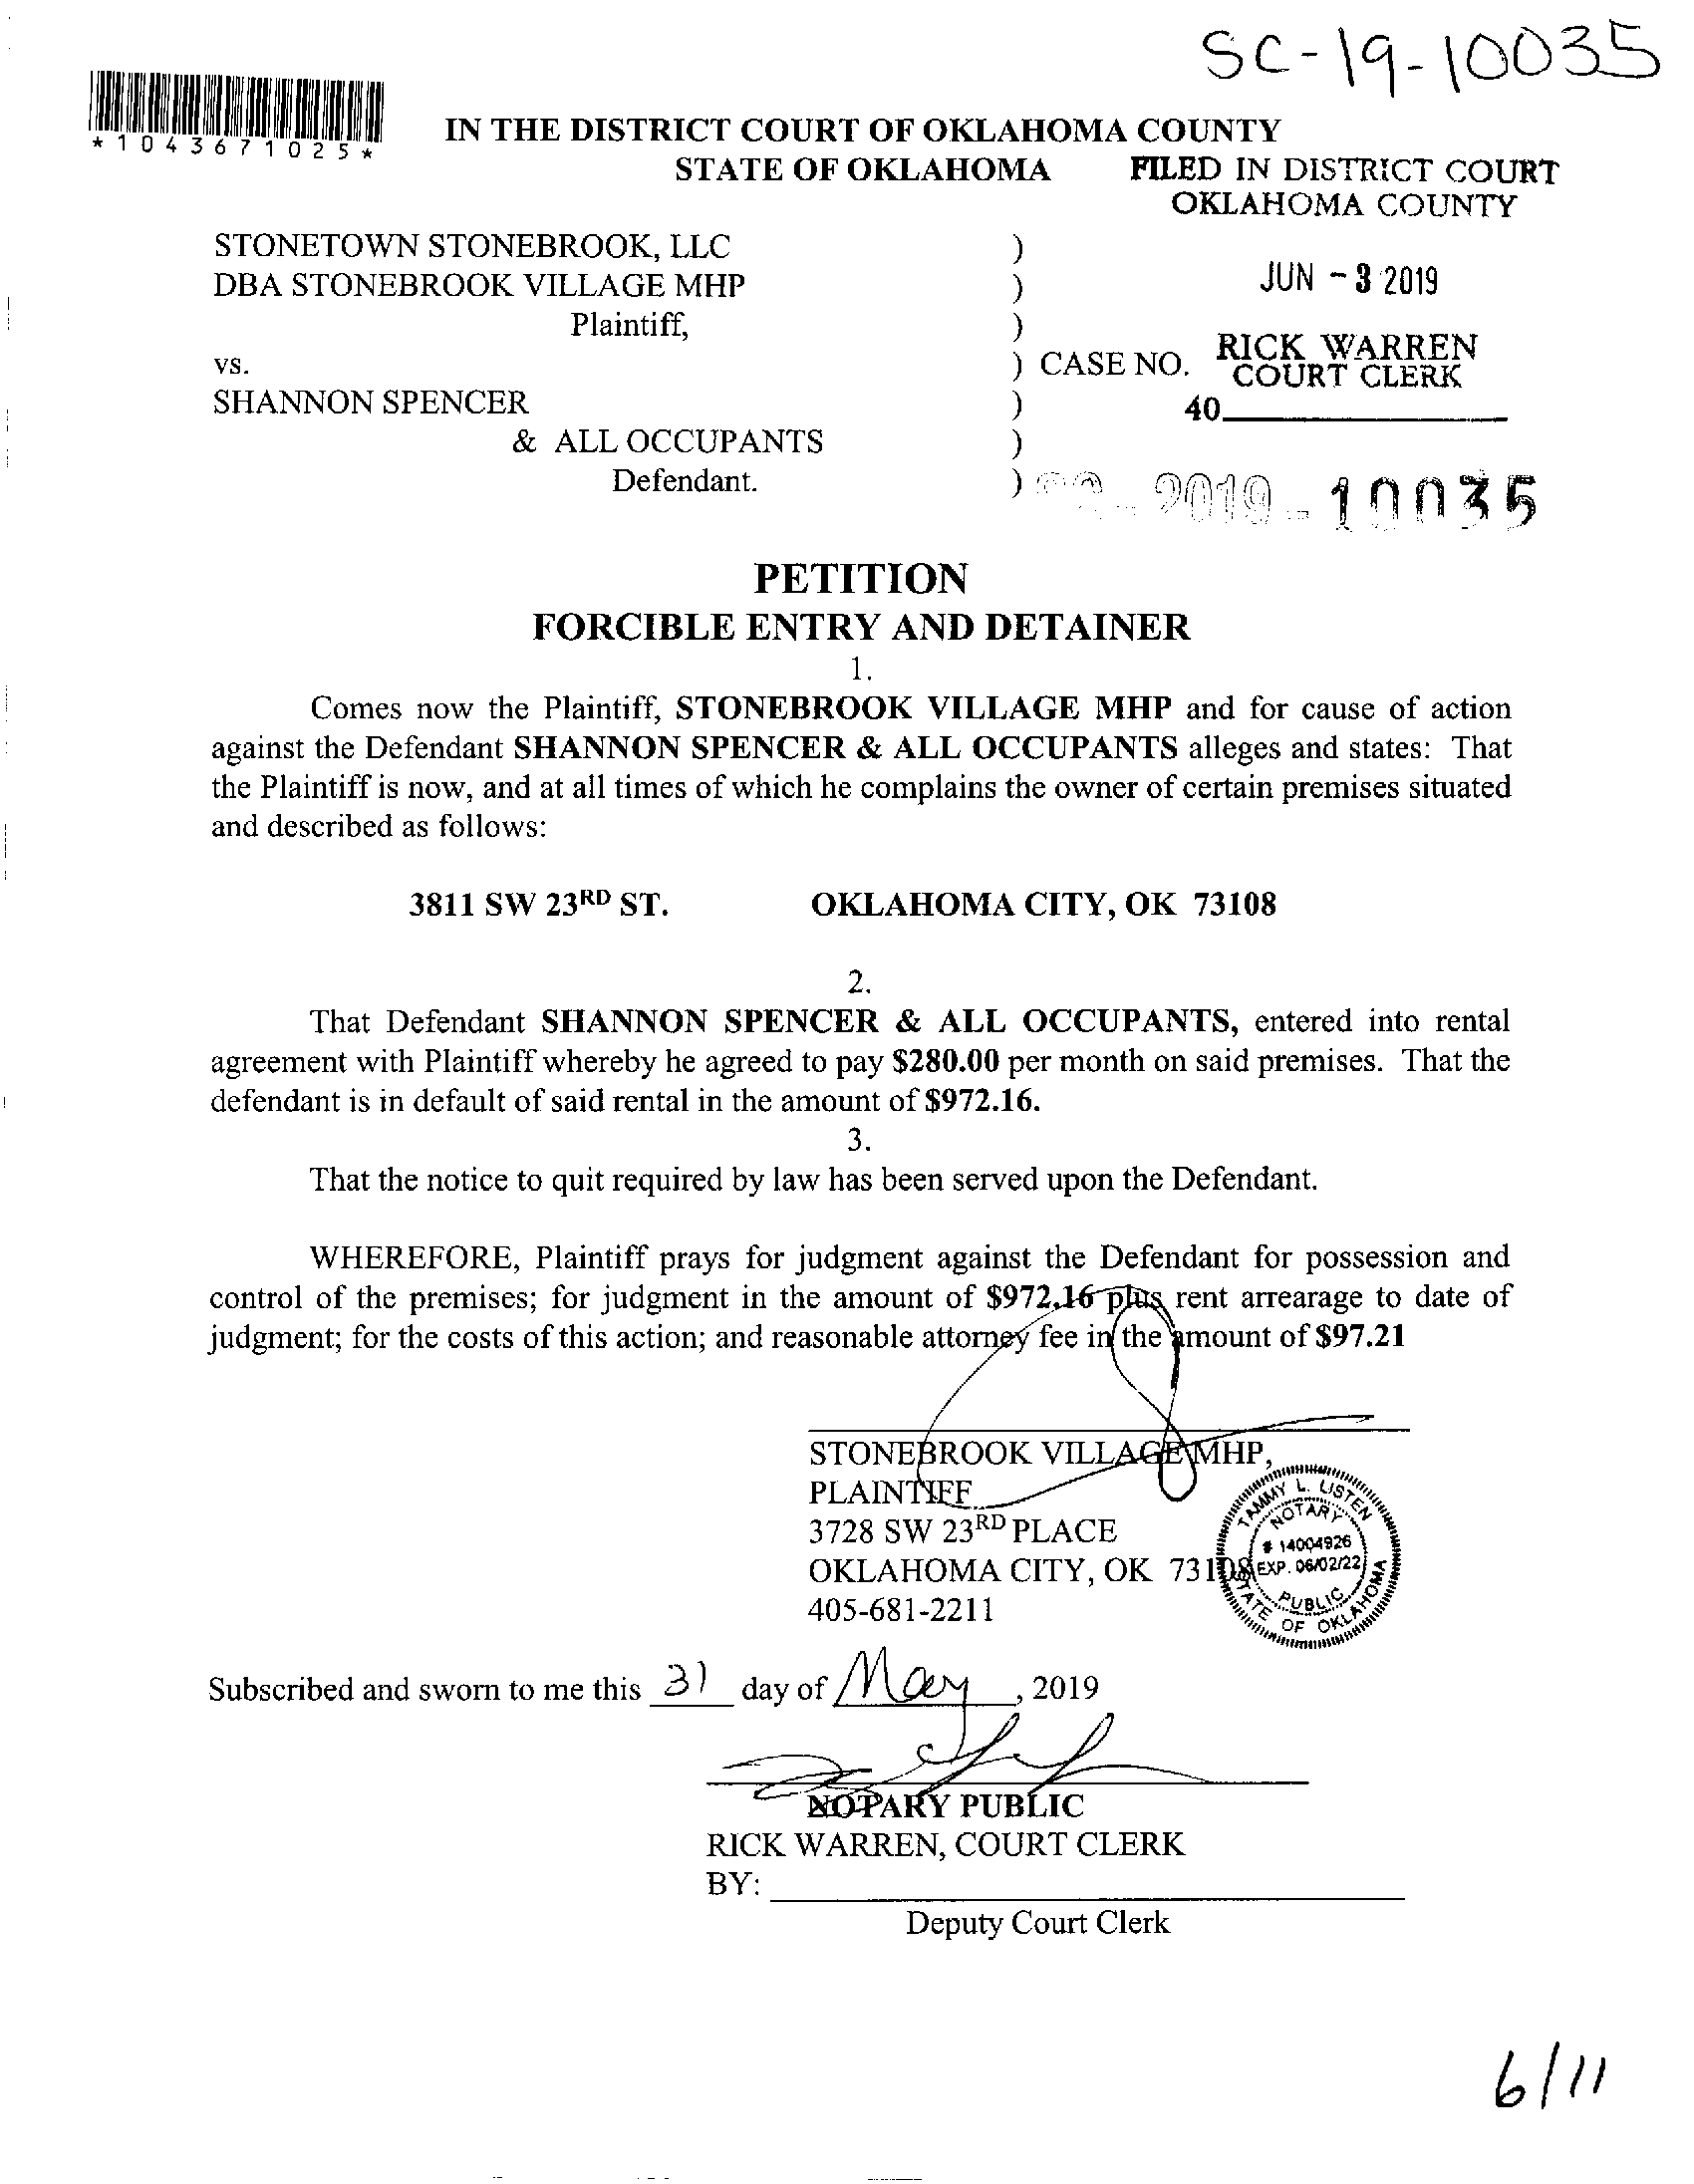 SC-19-10035
*1043671025*
IN THE DISTRICT COURT OF OKLAHOMA COUNTY
STATE OF OKLAHOMA
FILED IN DISTRICT COURT
OKLAHOMA COUNTY
STONETOWN STONEBROOK, LLC )
DBA STONEBROOK VILLAGE MHP )
JUN - 3 2019
Plaintiff, )
vs. ) CASE NO.
RICK WARREN
COURT CLERK
SHANNON SPENCER )
40
& ALL OCCUPANTS )
Defendant. )
2019-10035
PETITION
FORCIBLE ENTRY AND DETAINER
1.
Comes now the Plaintiff, STONEBROOK VILLAGE MHP and for cause of action
against the Defendant SHANNON SPENCER & ALL OCCUPANTS alleges and states: That
the Plaintiff is now, and at all times of which he complains the owner of certain premises situated
and described as follows:
3811 SW 23RD ST. OKLAHOMA CITY, OK 73108
2.
That Defendant SHANNON SPENCER & ALL OCCUPANTS, entered into rental
agreement with Plaintiff whereby he agreed to pay $280.00 per month on said premises. That the
defendant is in default of said rental in the amount of $972.16.
3.
That the notice to quit required by law has been served upon the Defendant.
WHEREFORE, Plaintiff prays for judgment against the Defendant for possession and
control of the premises; for judgment in the amount of $972.16 plus rent arrearage to date of
judgment; for the costs of this action; and reasonable attorney fee in the amount of $97.21
STONEBROOK VILLAGE MHP,
PLAINTIFF
3728 SW 23RD PLACE
OKLAHOMA CITY, OK 73108
405-681-2211
TAMMY L. LISTEN
NOTARY
# 14004926
EXP. 06/02/22
PUBLIC
STATE OF OKLAHOMA
Subscribed and sworn to me this 31 day of May, 2019
NOTARY PUBLIC
RICK WARREN, COURT CLERK
BY:
Deputy Court Clerk
6/11